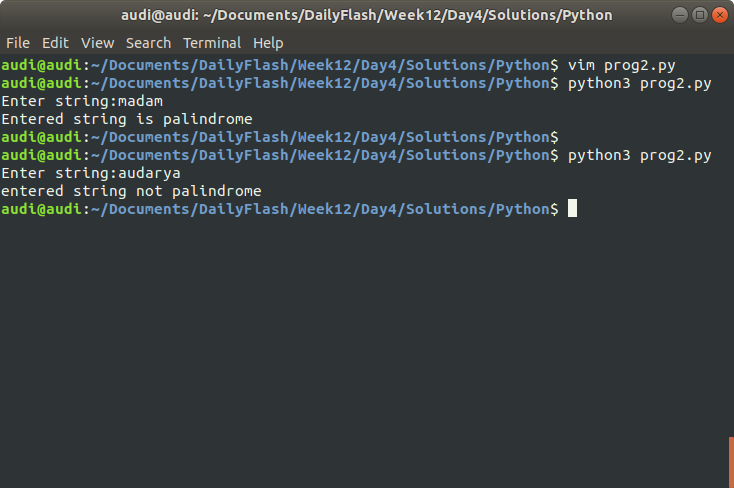 audi@audi: ~/Documents/DailyFlash/Week12/Day4/Solutions/Python
File Edit View Search Terminal Help
audi@audi:~/Documents/DailyFlash/Week12/Day4/Solutions/Python$ vim prog2.py
audi@audi:~/Documents/DailyFlash/Week12/Day4/Solutions/Python$ python3 prog2.py
Enter string:madam
Entered string is palindrome
audi@audi:~/Documents/DailyFlash/Week12/Day4/Solutions/Python$
audi@audi:~/Documents/DailyFlash/Week12/Day4/Solutions/Python$ python3 prog2.py
Enter string:audarya
entered string not palindrome
audi@audi:~/Documents/DailyFlash/Week12/Day4/Solutions/Python$